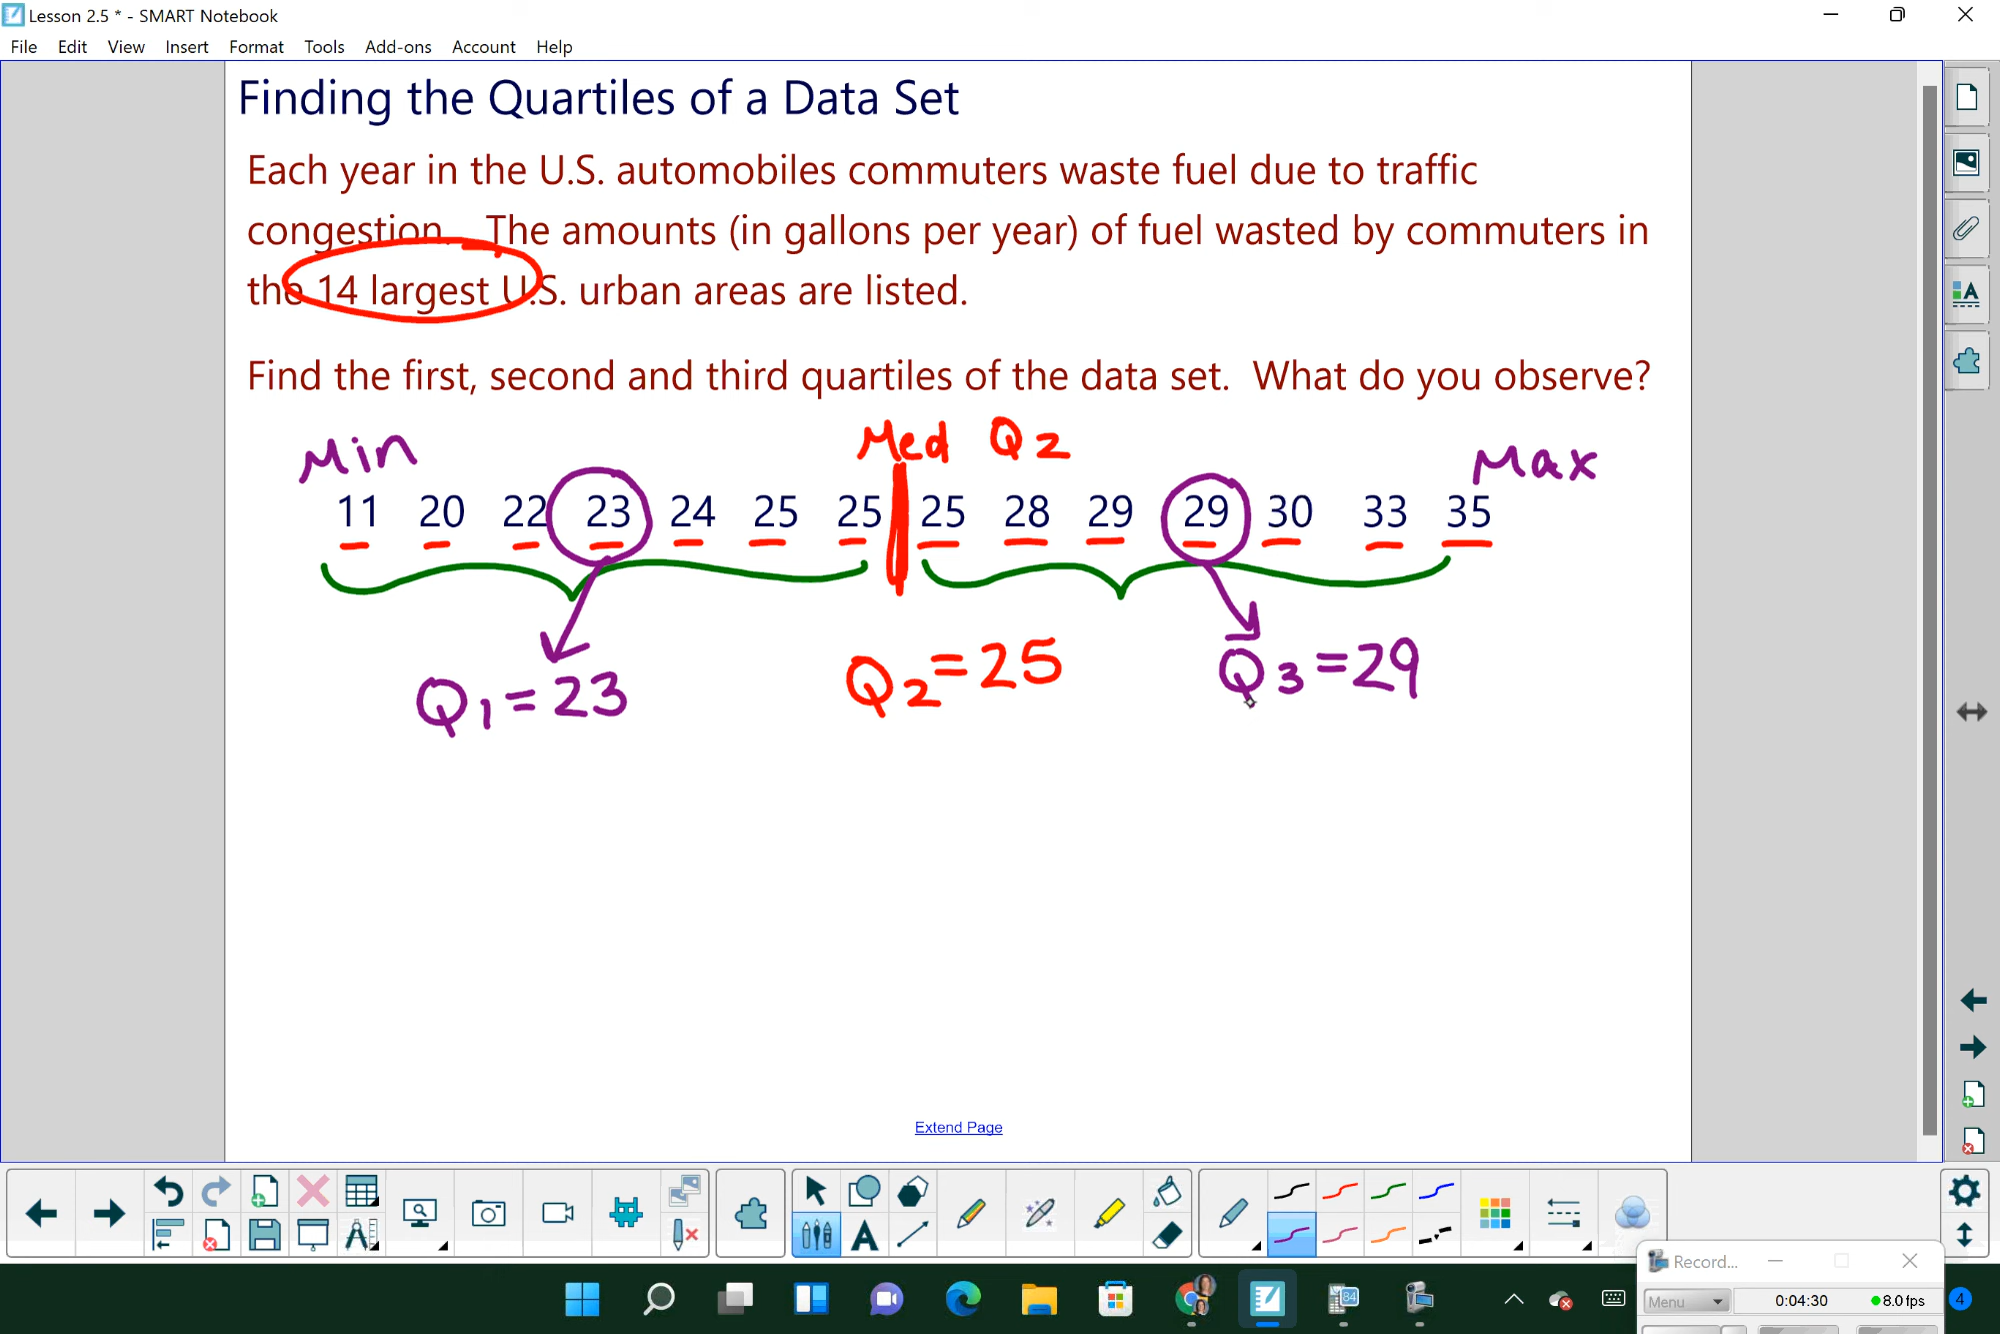 Lesson 2.5 * - SMART Notebook
File Edit View Insert Format Tools Add-ons Account Help
Finding the Quartiles of a Data Set
Each year in the U.S. automobiles commuters waste fuel due to traffic
congestion. The amounts (in gallons per year) of fuel wasted by commuters in
the 14 largest U.S. urban areas are listed.
Find the first, second and third quartiles of the data set. What do you observe?
Min Med Q2 Max
11 20 22 23 24 25 25 25 28 29 29 30 33 35
Q1 = 23 Q2 = 25 Q3 = 29
Extend Page
A
A
Record...
84
Menu 0:04:30 8.0 fps 4